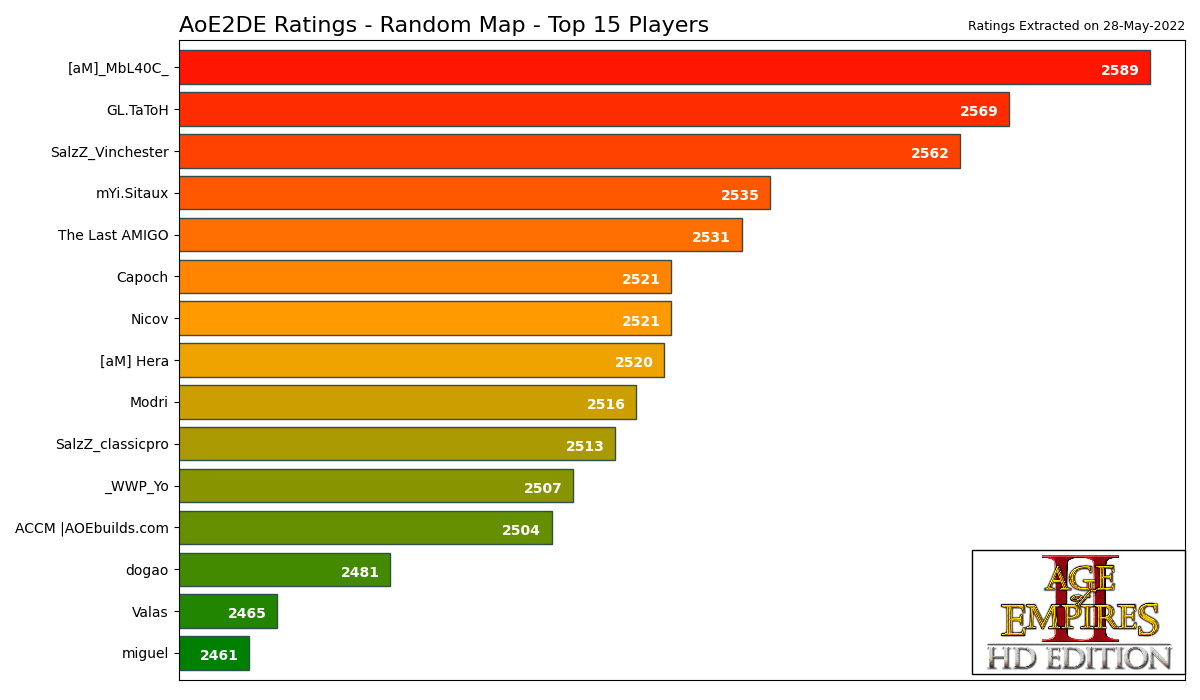 AoE2DE Ratings - Random Map - Top 15 Players
Ratings Extracted on 28-May-2022
[aM]_MbL40C_ 2589
GL.TaToH 2569
SalzZ_Vinchester 2562
mYi.Sitaux 2535
The Last AMIGO 2531
Capoch 2521
Nicov 2521
[aM] Hera 2520
Modri 2516
SalzZ_classicpro 2513
_WWP_Yo 2507
ACCM |AOEbuilds.com 2504
dogao 2481
Valas 2465
miguel 2461
II
AGE
of
EMPIRES
HD EDITION